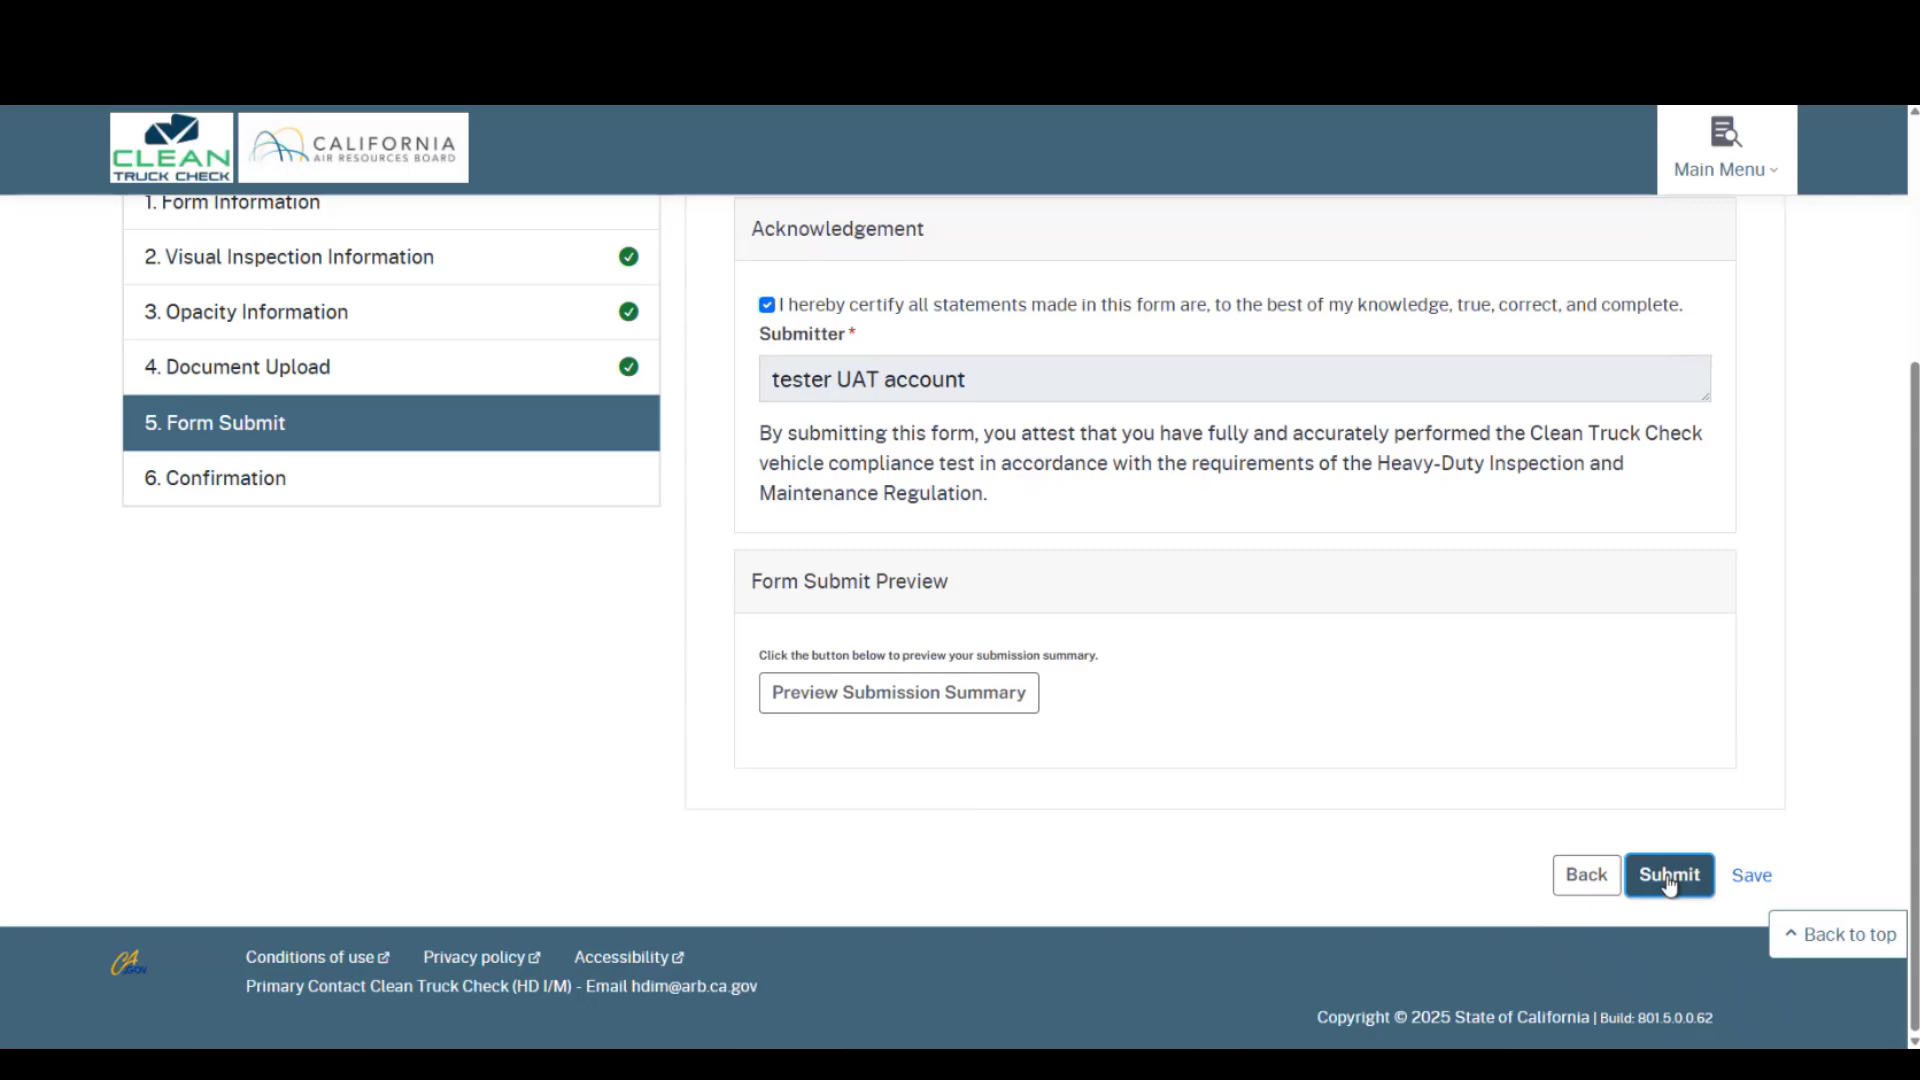 CLEAN
TRUCK CHECK
CALIFORNIA
AIR RESOURCES BOARD
Main Menu
1. Form Information
2. Visual Inspection Information
3. Opacity Information
4. Document Upload
5. Form Submit
6. Confirmation
Acknowledgement
I hereby certify all statements made in this form are, to the best of my knowledge, true, correct, and complete.
Submitter *
tester UAT account
By submitting this form, you attest that you have fully and accurately performed the Clean Truck Check
vehicle compliance test in accordance with the requirements of the Heavy-Duty Inspection and
Maintenance Regulation.
Form Submit Preview
Click the button below to preview your submission summary.
Preview Submission Summary
Back Submit Save
Back to top
CA.GOV
Conditions of use Privacy policy Accessibility
Primary Contact Clean Truck Check (HD I/M) - Email hdim@arb.ca.gov
Copyright © 2025 State of California | Build: 801.5.0.0.62